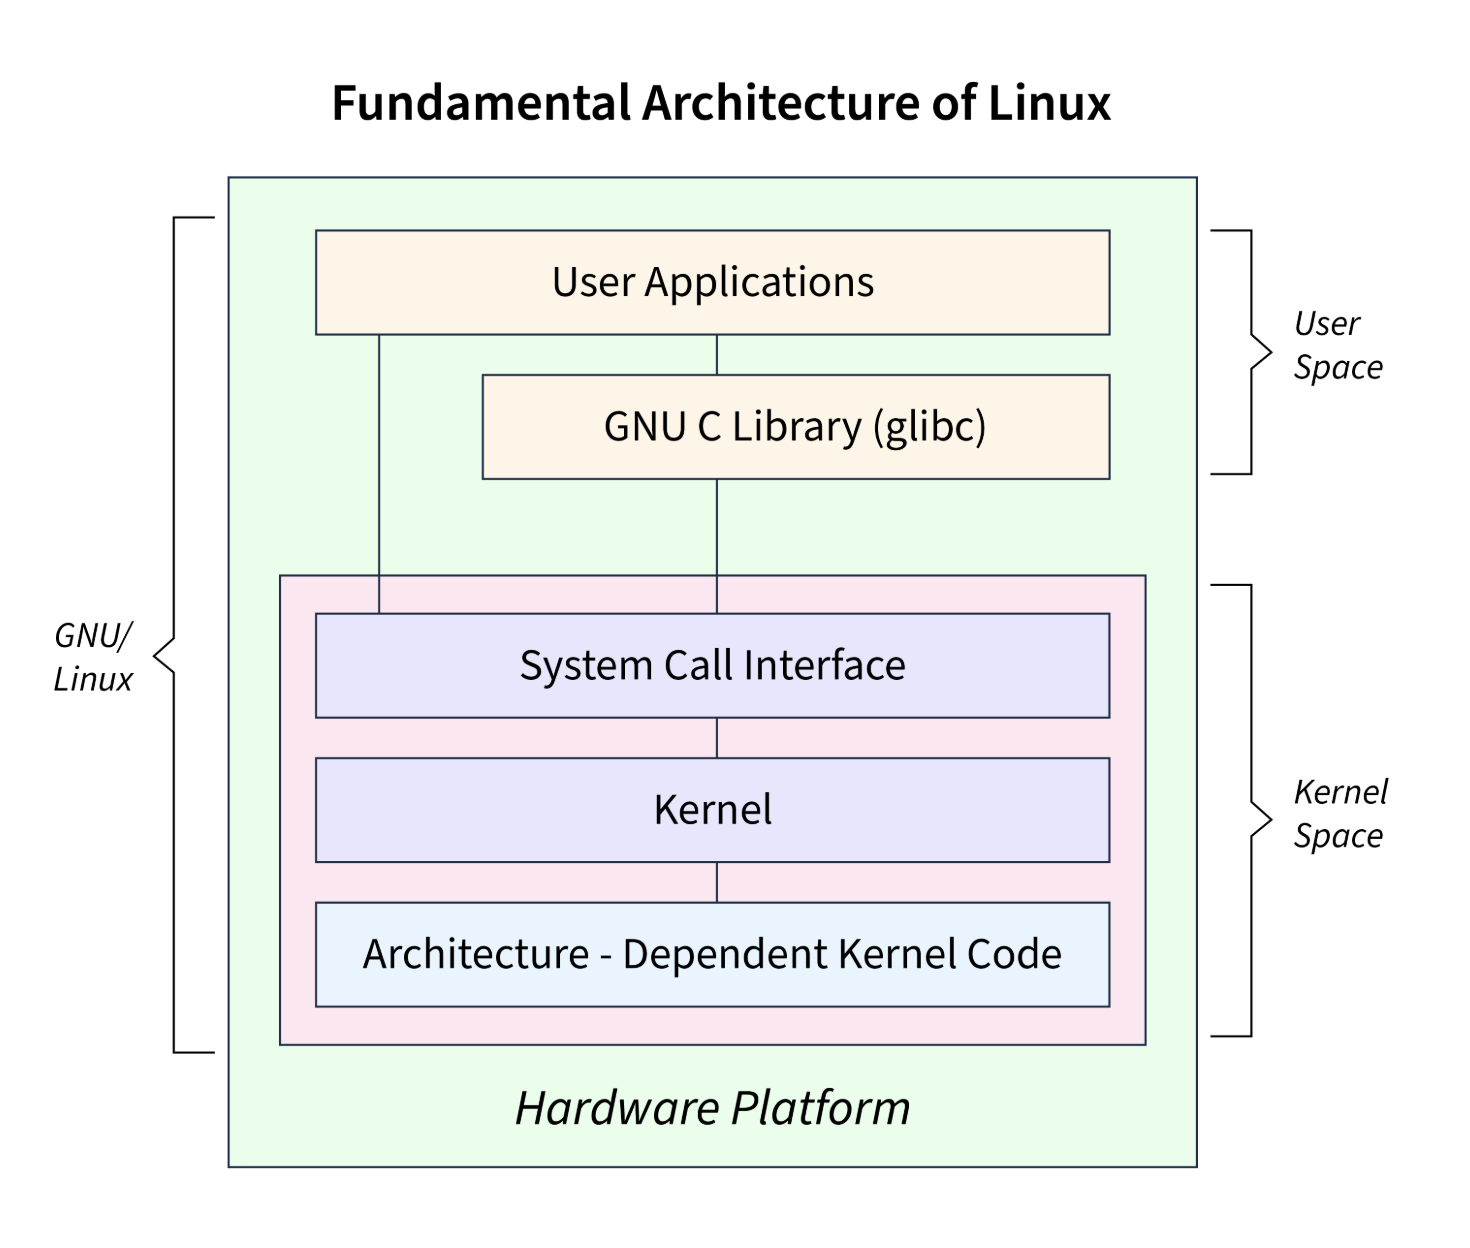 Fundamental Architecture of Linux
User Applications
User
Space
GNU C Library (glibc)
GNU/
Linux
System Call Interface
Kernel
Kernel
Space
Architecture - Dependent Kernel Code
Hardware Platform